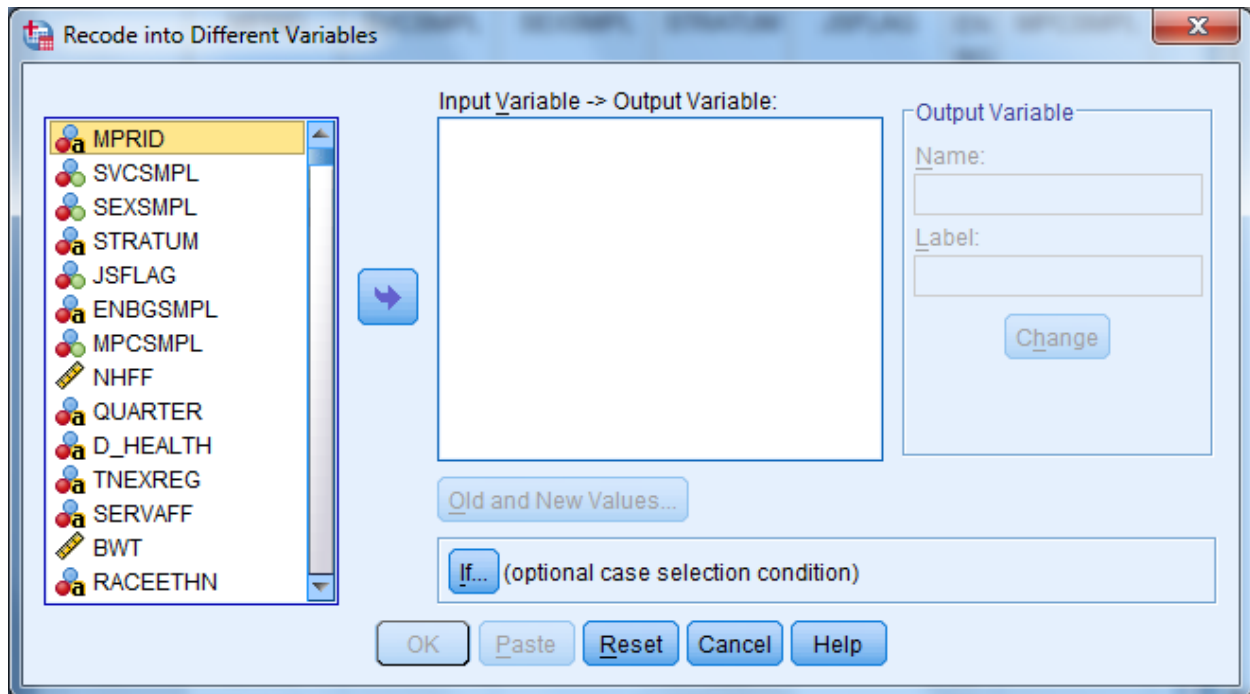 Recode into Different Variables
MPRID
SVCSMPL
SEXSMPL
STRATUM
JSFLAG
ENBGSMPL
MPCSMPL
NHFF
QUARTER
D_HEALTH
TNEXREG
SERVAFF
BWT
RACEETHN
Input Variable -> Output Variable:
Old and New Values...
If... (optional case selection condition)
Output Variable
Name:
Label:
Change
OK Paste Reset Cancel Help